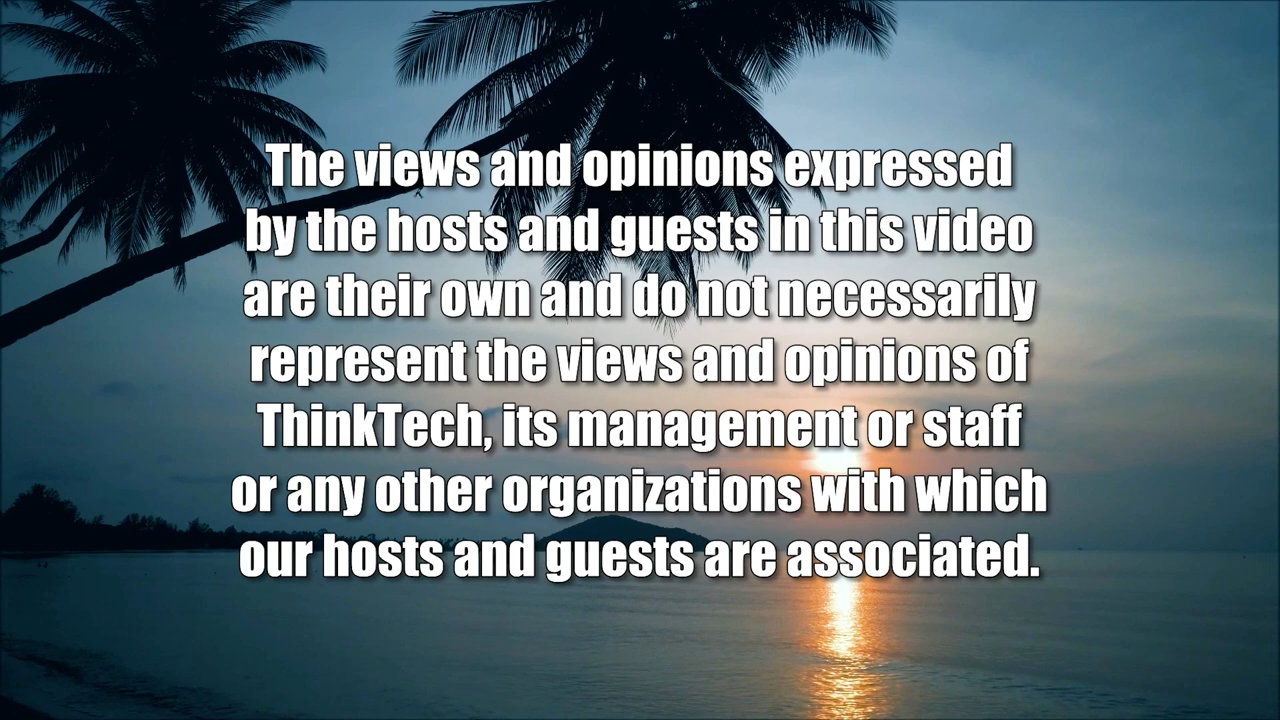 The views and opinions expressed
by the hosts and guests in this video
are their own and do not necessarily
represent the views and opinions of
ThinkTech, its management or staff
or any other organizations with which
our hosts and guests are associated.